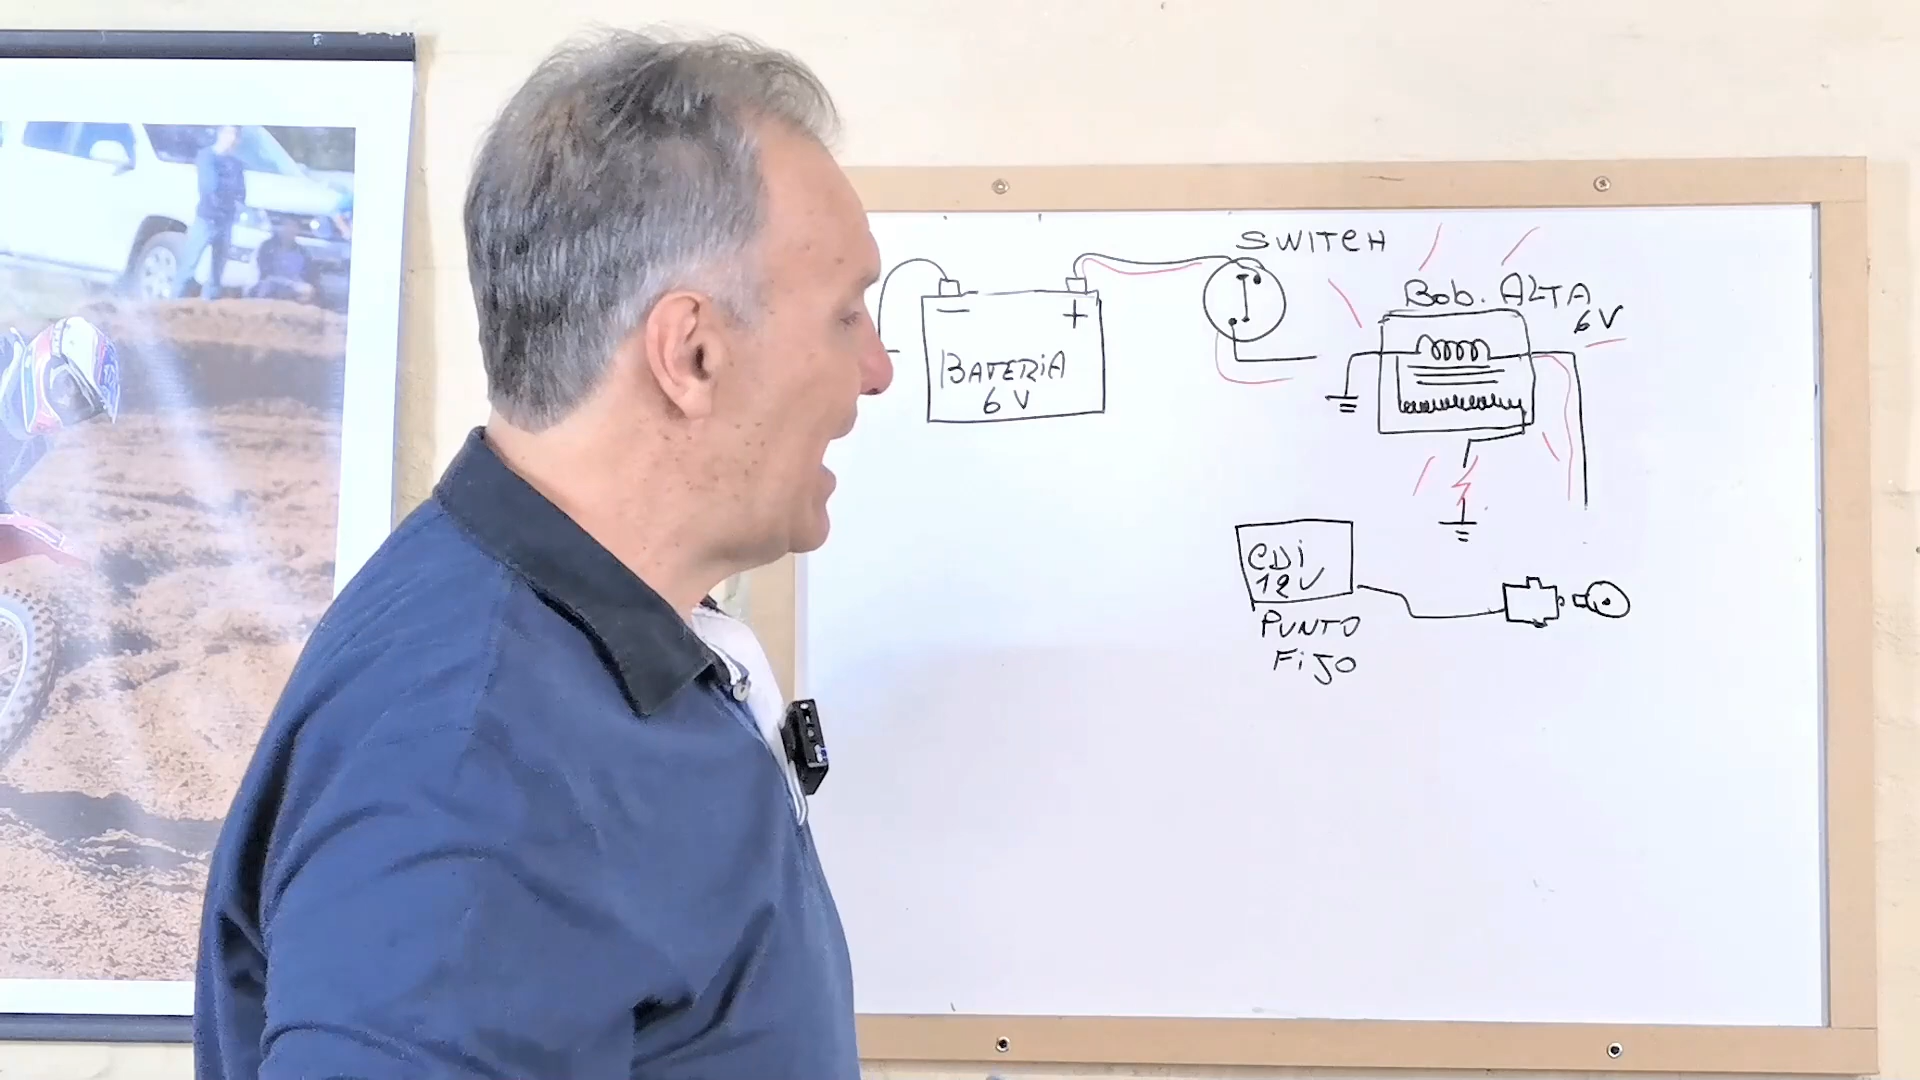 SWITCH
Bob. ALTA
6V
- +
BATERIA
6 V
CDi
12V
PUNTO
FiJO